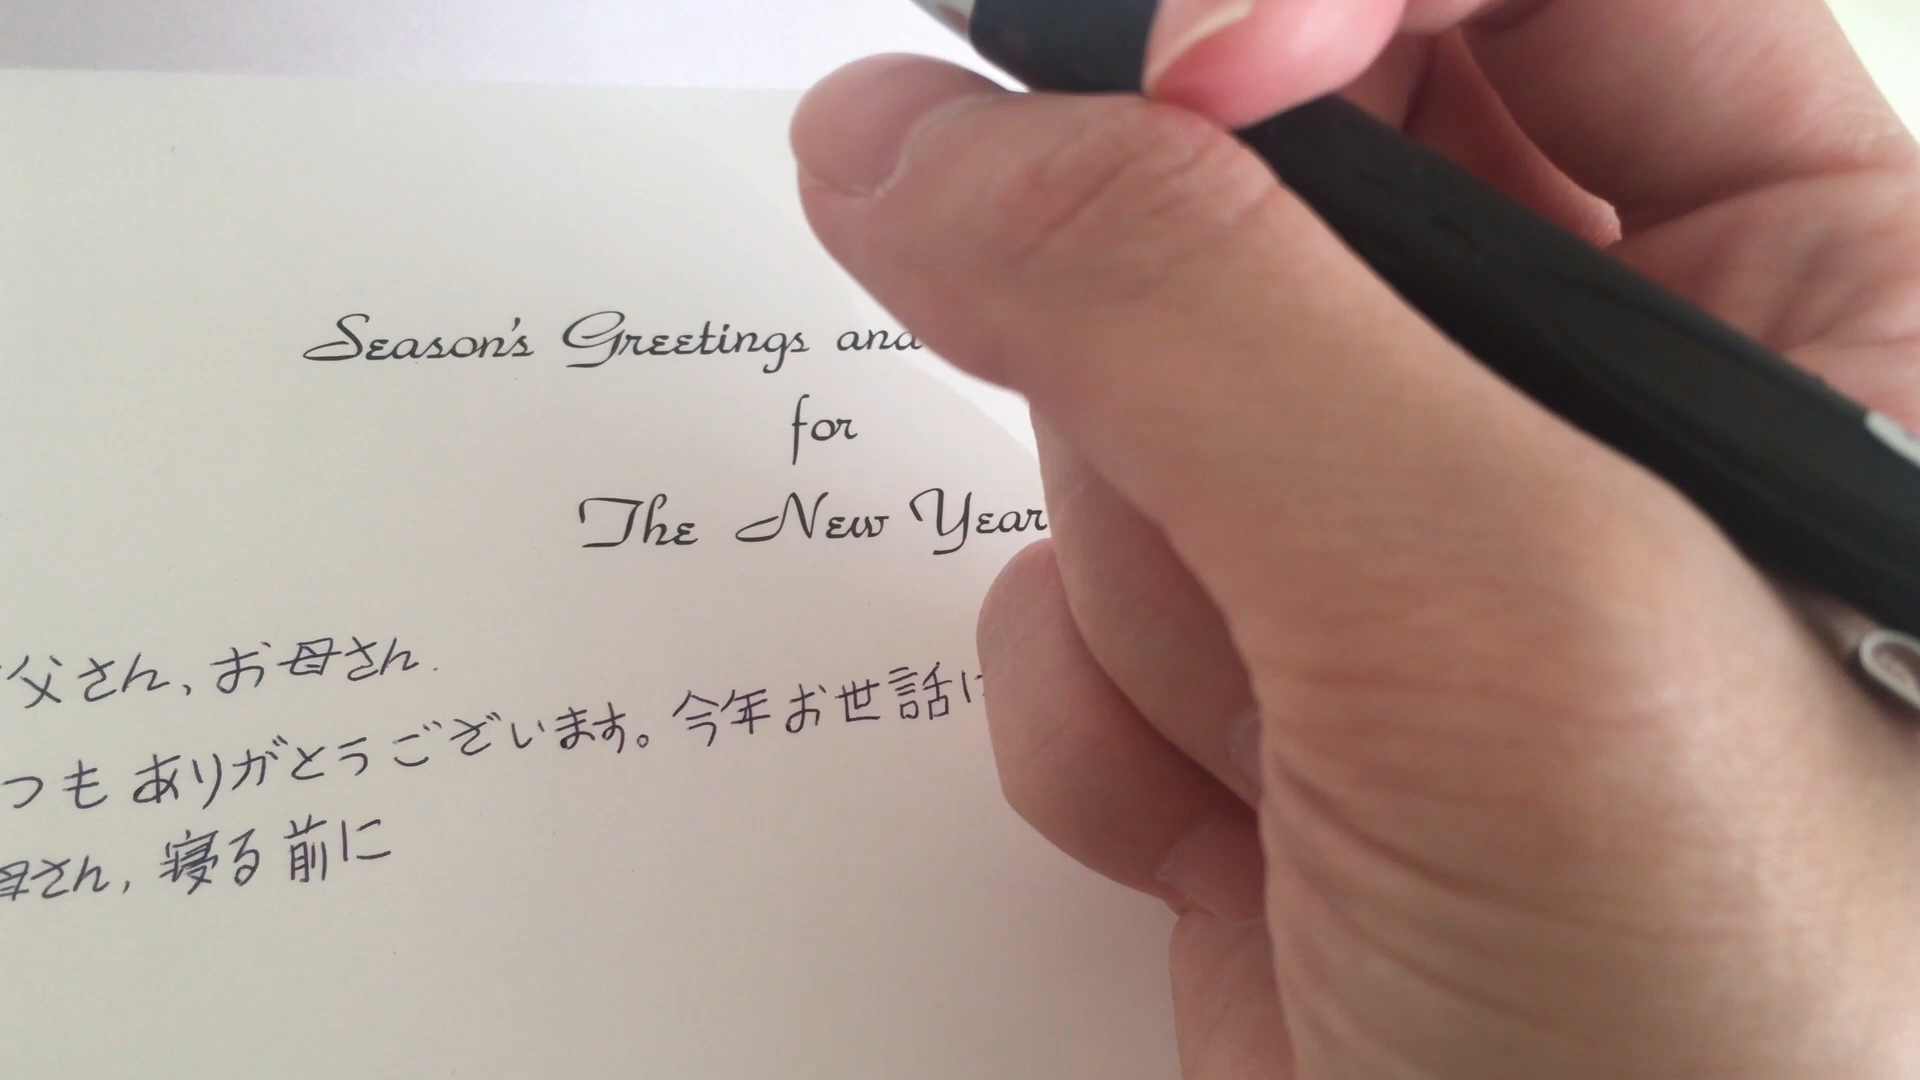 Season's Greetings and
for
The New Year
父さん、お母さん.
つも ありがとうございます。今年お世話に
母さん, 寝る前に